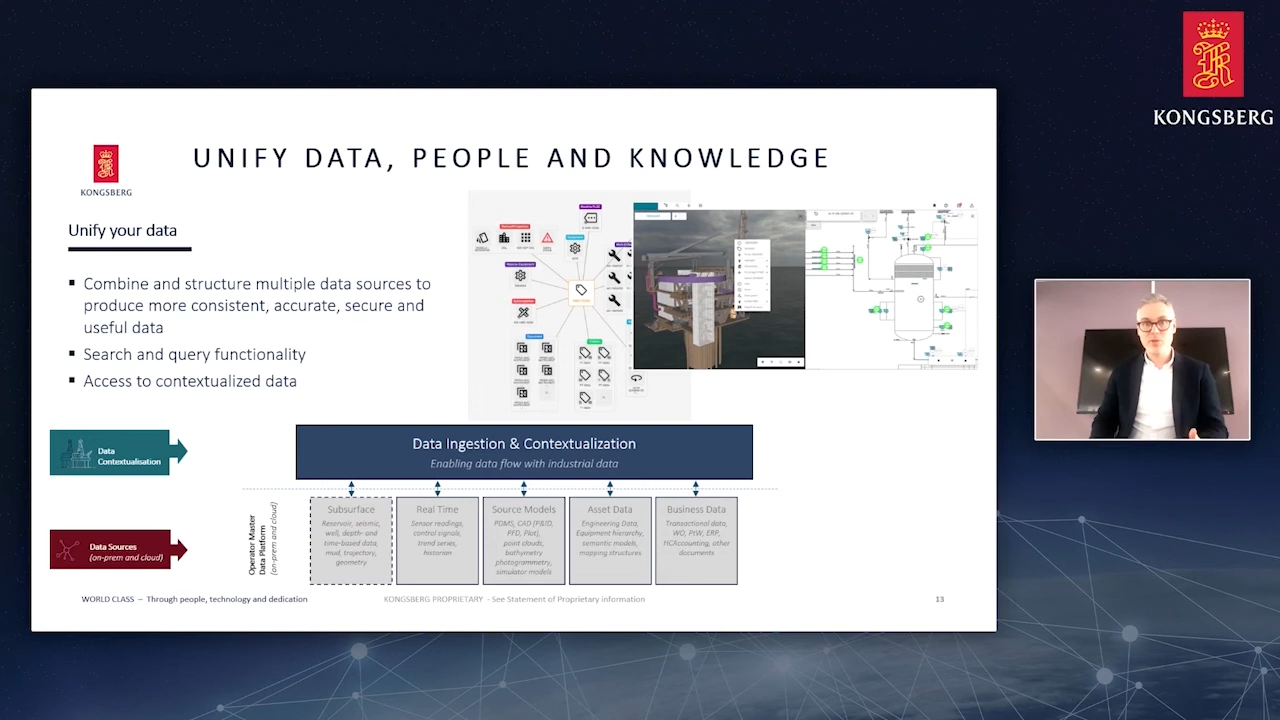 KONGSBERG
UNIFY DATA, PEOPLE AND KNOWLEDGE
KONGSBERG
Unify your data
▪ Combine and structure multiple data sources to
produce more consistent, accurate, secure and
useful data
▪ Search and query functionality
▪ Access to contextualized data
Data
Contextualisation
Data Ingestion & Contextualization
Enabling data flow with industrial data
Data Sources
(on-prem and cloud)
Operator Master
Data Platform
(on-prem and cloud)
Subsurface
Reservoir, seismic,
well, depth- and
time-based data,
mud, trajectory,
geometry
Real Time
Sensor readings,
control signals,
trend series,
historian
Source Models
PDMS, CAD (P&ID,
PFD, Plot),
point clouds,
bathymetry
photogrammetry,
simulator models
Asset Data
Engineering Data,
Equipment hierarchy,
semantic models,
mapping structures
Business Data
Transactional data,
WO, PtW, ERP,
HCAccounting, other
documents
WORLD CLASS – Through people, technology and dedication
KONGSBERG PROPRIETARY - See Statement of Proprietary information
13